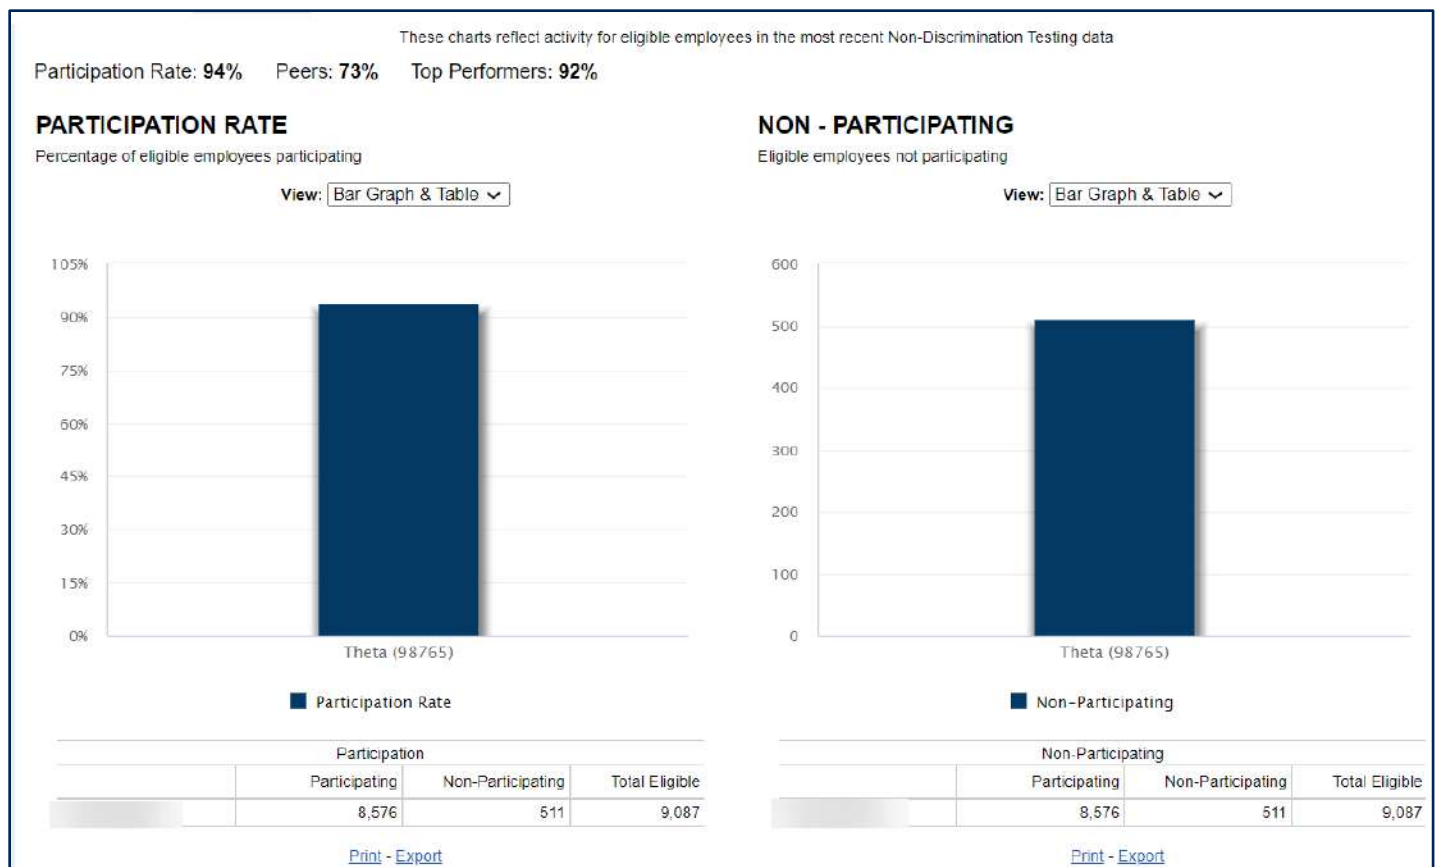 These charts reflect activity for eligible employees in the most recent Non-Discrimination Testing data
Participation Rate: 94% Peers: 73% Top Performers: 92%
PARTICIPATION RATE
Percentage of eligible employees participating
View: Bar Graph & Table
105%
90%
75%
60%
45%
30%
15%
0%
Theta (98765)
Participation Rate
Participation
Participating Non-Participating Total Eligible
8,576 511 9,087
Print - Export
NON - PARTICIPATING
Eligible employees not participating
View: Bar Graph & Table
600
500
400
300
200
100
0
Theta (98765)
Non-Participating
Non-Participating
Participating Non-Participating Total Eligible
8,576 511 9,087
Print - Export